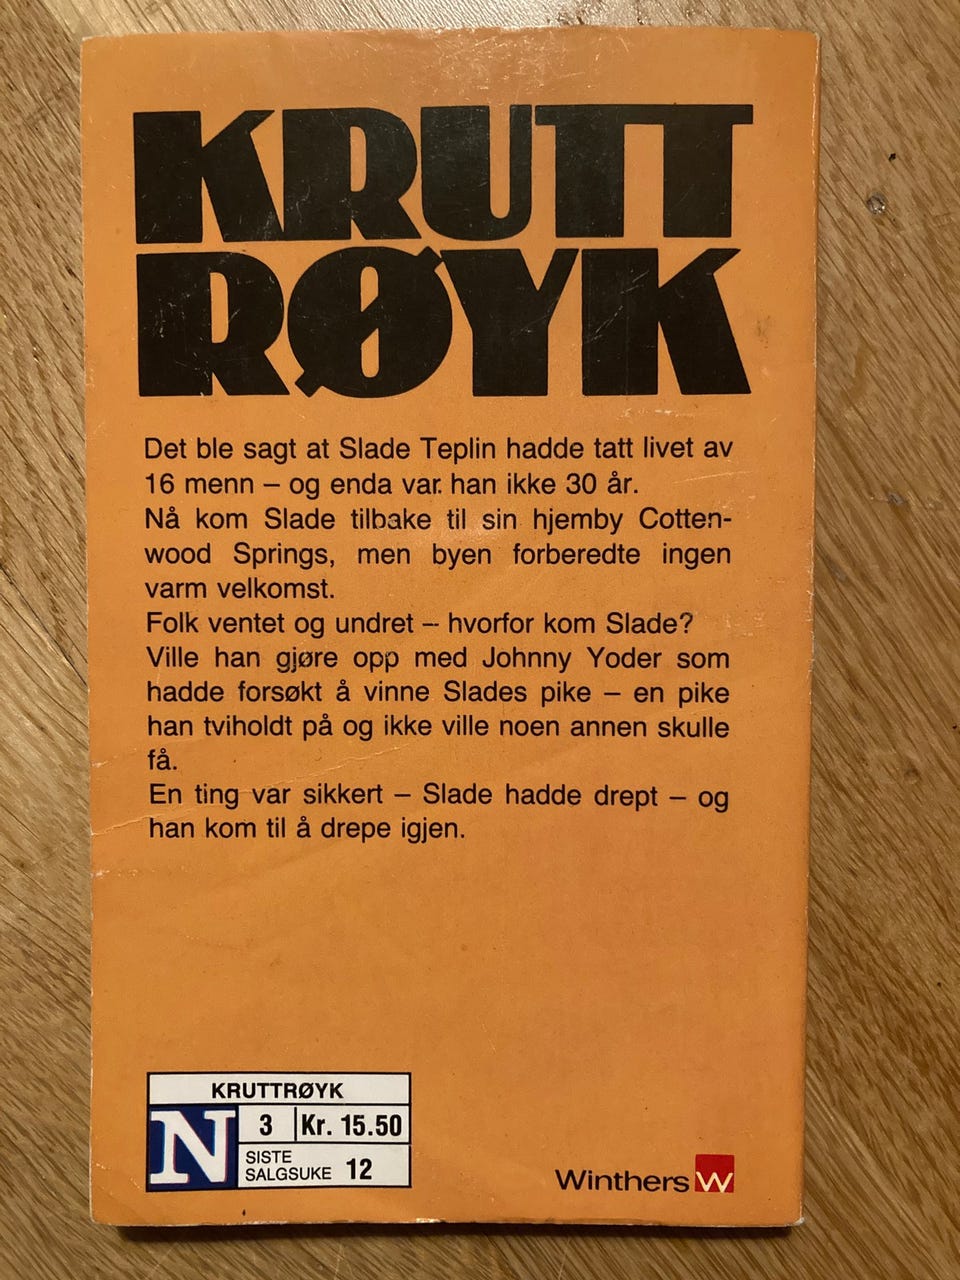 KRUTT
RØYK
Det ble sagt at Slade Teplin hadde tatt livet av
16 menn – og enda var. han ikke 30 år.
Nå kom Slade tilbake til sin hjemby Cotten-
wood Springs, men byen forberedte ingen
varm velkomst.
Folk ventet og undret – hvorfor kom Slade?
Ville han gjøre opp med Johnny Yoder som
hadde forsøkt å vinne Slades pike – en pike
han tviholdt på og ikke ville noen annen skulle
få.
En ting var sikkert – Slade hadde drept – og
han kom til å drepe igjen.
KRUTTRØYK
N 3 Kr. 15.50
SISTE
SALGSUKE 12
Winthers W